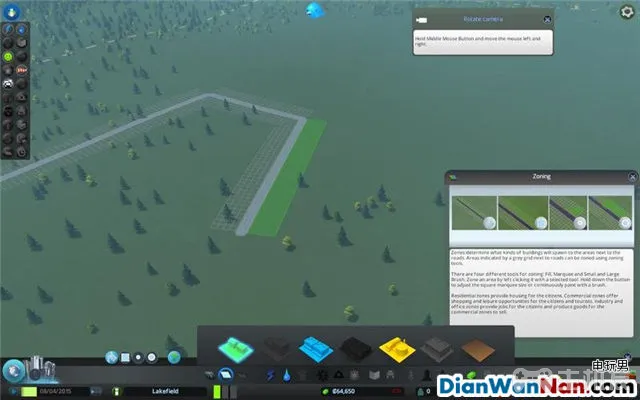 Rotate camera
Hold Middle Mouse Button and move the mouse left and
right.
Zoning
Zones determine what kinds of buildings will spawn to the areas next to the
roads. Areas indicated by a grey grid next to roads can be zoned using zoning
tools.
There are four different tools for zoning: Fill, Marquee and Small and Large
Brush. Zone an area by left clicking it with a selected tool. Hold down the button
to adjust the square marquee size or continuously paint with a brush.
Residential zones provide housing for the citizens. Commercial zones offer
shopping and leisure opportunities for the citizens and tourists. Industry and
office zones provide jobs for the citizens and produce goods for the
commercial zones to sell.
08/04/2015
Lakefield
₡64,650
0
电玩男
DianWanNan.com